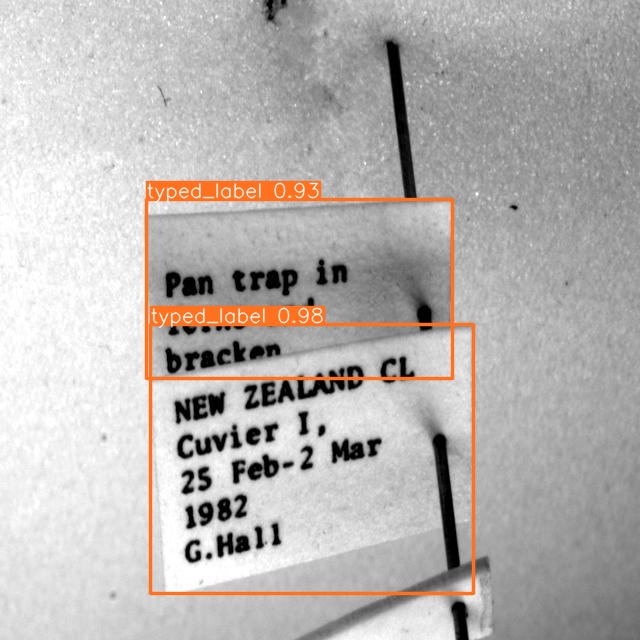 typed_label 0.93
Pan trap in
typed_label 0.98
bracken
NEW ZEALAND CL
Cuvier I,
25 Feb-2 Mar
1982
G.Hall